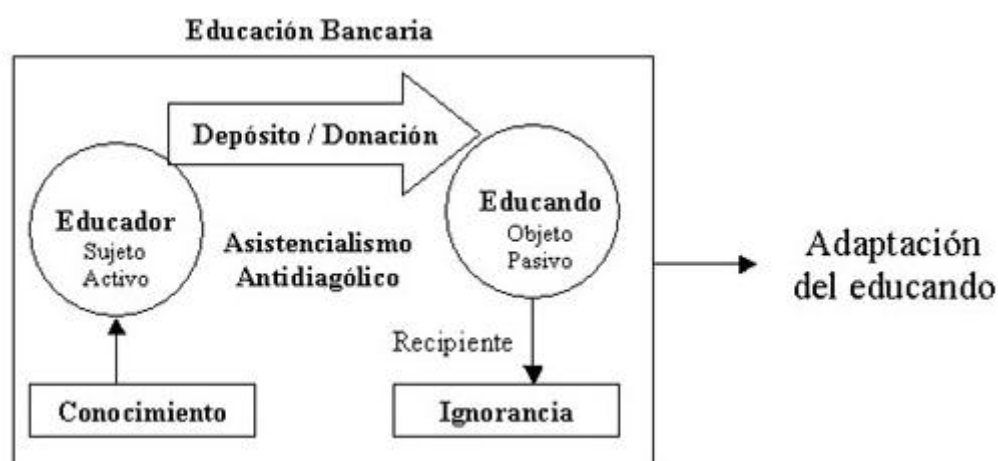 Educación Bancaria
Depósito / Donación
Educador
Sujeto
Activo
Asistencialismo
Antidiagólico
Educando
Objeto
Pasivo
Recipiente
Conocimiento
Ignorancia
Adaptación
del educando